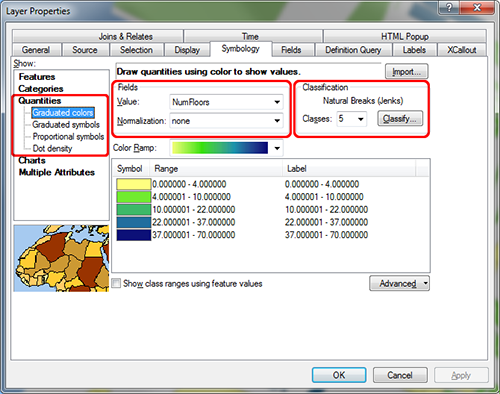 Layer Properties
Joins & Relates Time HTML Popup
General Source Selection Display Symbology Fields Definition Query Labels XCallout
Show:
Features
Categories
Quantities
Graduated colors
Graduated symbols
Proportional symbols
Dot density
Charts
Multiple Attributes
Draw quantities using color to show values.
Import...
Fields
Value: NumFloors
Normalization: none
Classification
Natural Breaks (Jenks)
Classes: 5 Classify...
Color Ramp:
Symbol Range Label
0.000000 - 4.000000 0.000000 - 4.000000
4.000001 - 10.000000 4.000001 - 10.000000
10.000001 - 22.000000 10.000001 - 22.000000
22.000001 - 37.000000 22.000001 - 37.000000
37.000001 - 70.000000 37.000001 - 70.000000
Show class ranges using feature values
Advanced
OK Cancel Apply